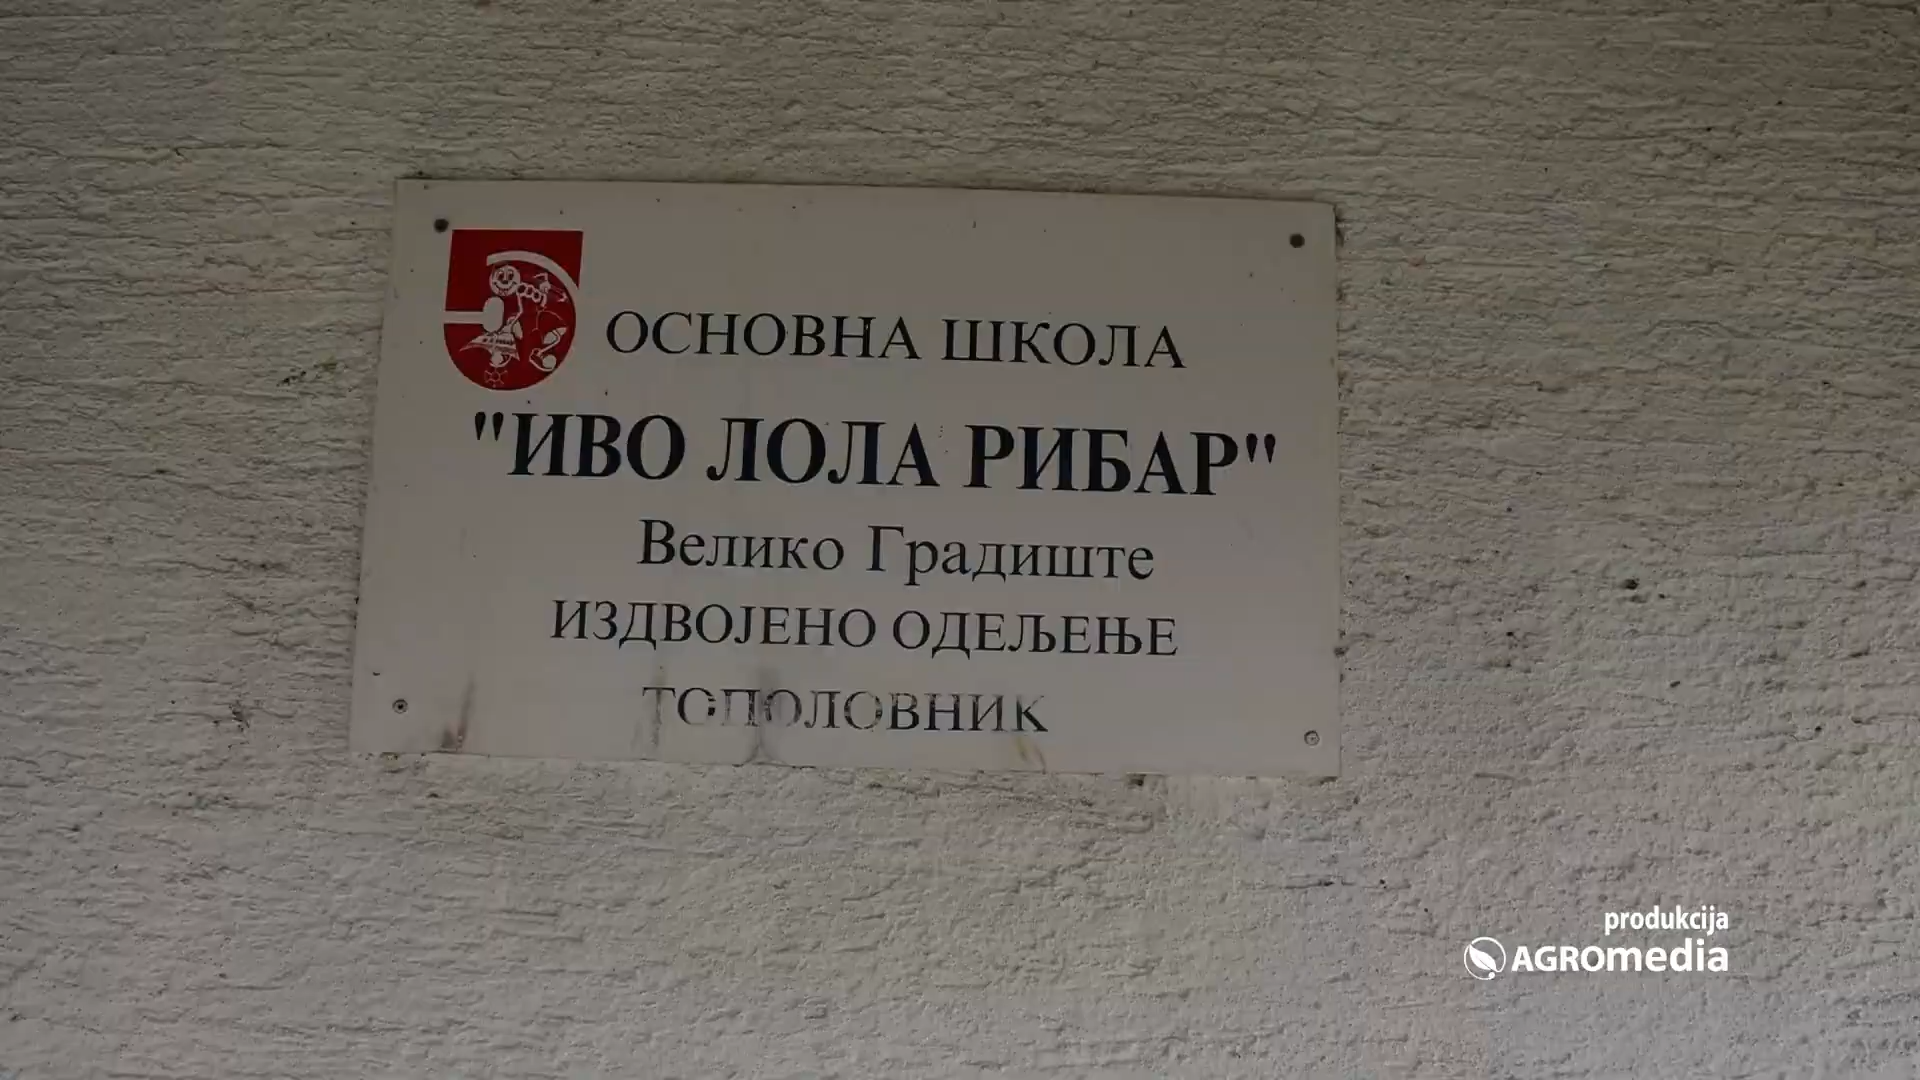 ОСНОВНА ШКОЛА
"ИВО ЛОЛА РИБАР"
Велико Градиште
ИЗДВОЈЕНО ОДЕЉЕЊЕ
ТОПОЛОВНИК
produkcija
AGROmedia